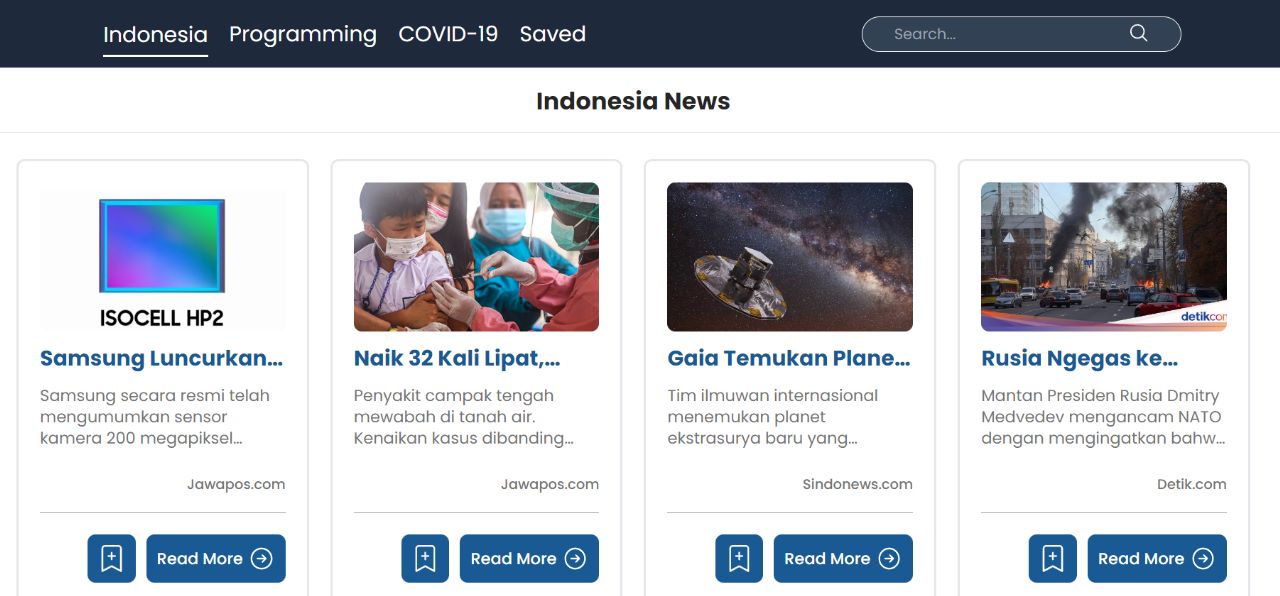 Indonesia Programming COVID-19 Saved Search...
Indonesia News
ISOCELL HP2
Samsung Luncurkan...
Samsung secara resmi telah
mengumumkan sensor
kamera 200 megapiksel...
Jawapos.com
Read More
Naik 32 Kali Lipat,...
Penyakit campak tengah
mewabah di tanah air.
Kenaikan kasus dibanding...
Jawapos.com
Read More
Gaia Temukan Plane...
Tim ilmuwan internasional
menemukan planet
ekstrasurya baru yang...
Sindonews.com
Read More
detikcom
Rusia Ngegas ke...
Mantan Presiden Rusia Dmitry
Medvedev mengancam NATO
dengan mengingatkan bahw...
Detik.com
Read More